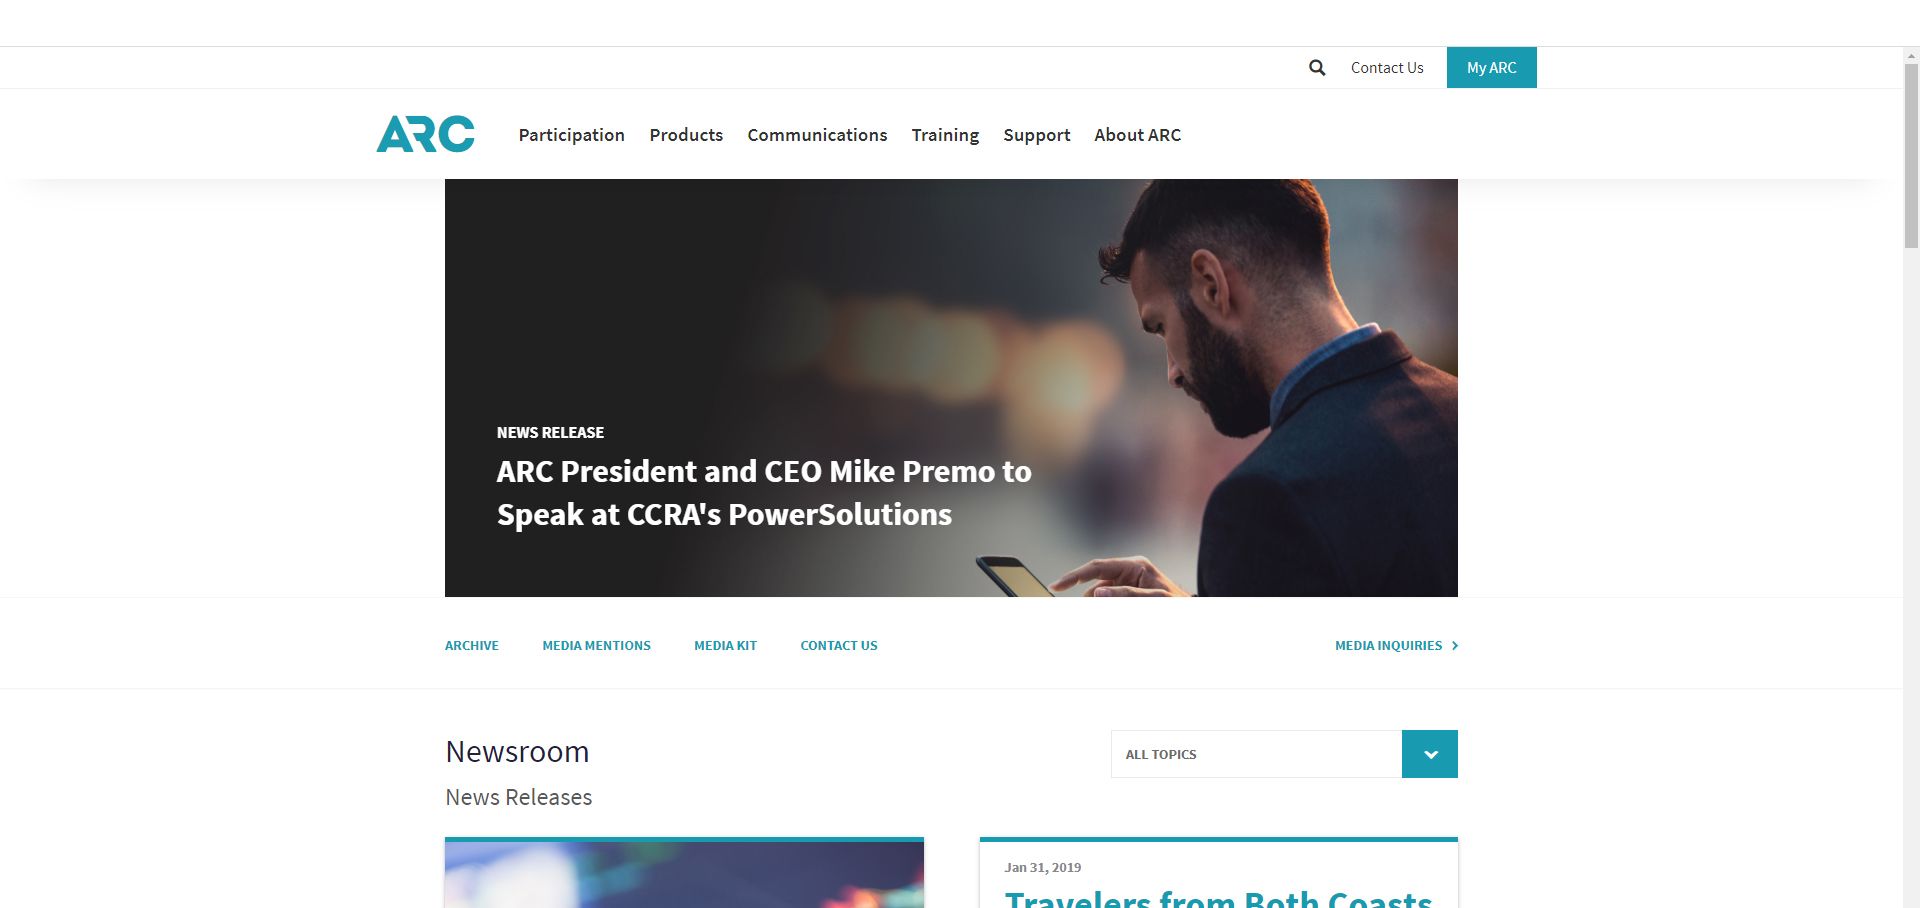 Contact Us
My ARC
ARC
Participation
Products
Communications
Training
Support
About ARC
NEWS RELEASE
ARC President and CEO Mike Premo to
Speak at CCRA's PowerSolutions
ARCHIVE
MEDIA MENTIONS
MEDIA KIT
CONTACT US
MEDIA INQUIRIES
Newsroom
ALL TOPICS
News Releases
Jan 31, 2019
Travelers from Both Coasts